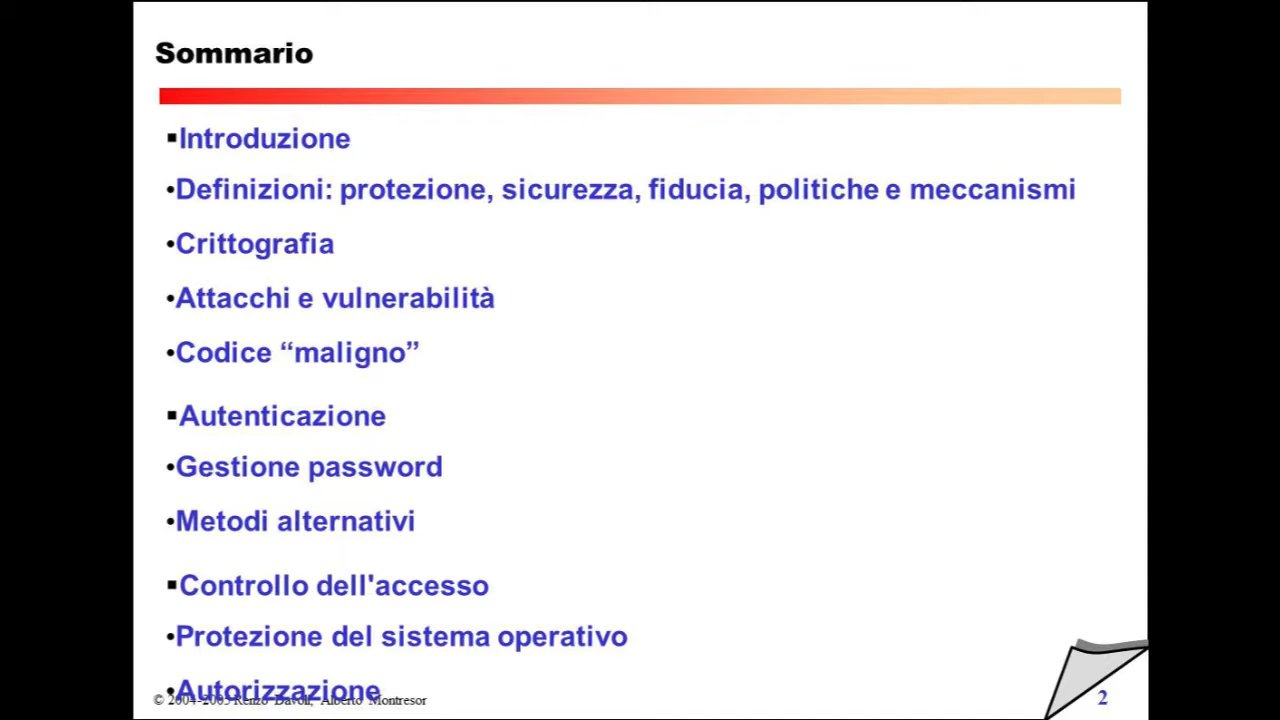 Sommario
▪Introduzione
•Definizioni: protezione, sicurezza, fiducia, politiche e meccanismi
•Crittografia
•Attacchi e vulnerabilità
•Codice “maligno”
▪Autenticazione
•Gestione password
•Metodi alternativi
▪Controllo dell'accesso
•Protezione del sistema operativo
•Autorizzazione
© 2004-2005 Renzo Davoli, Alberto Montresor
2